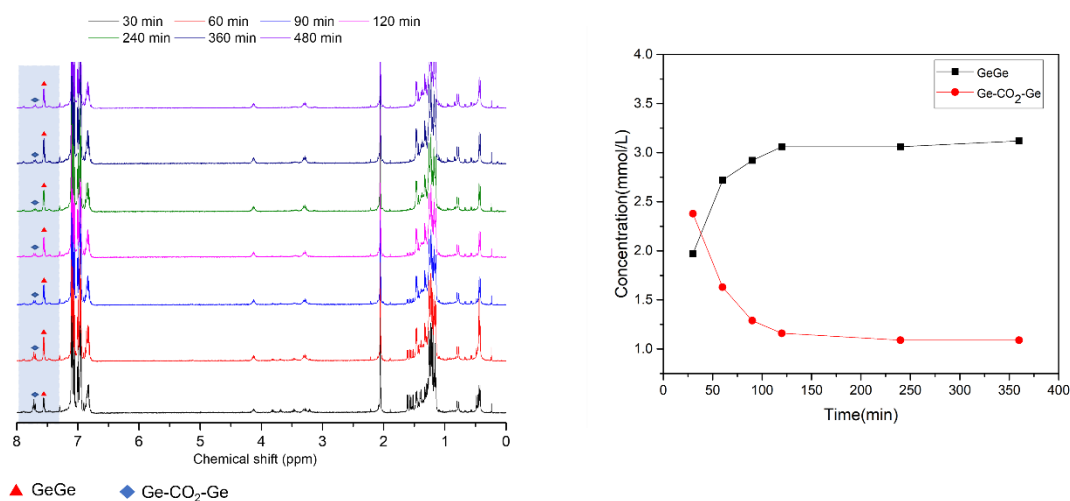 30 min 60 min 90 min 120 min
240 min 360 min 480 min
8 7 6 5 4 3 2 1 0
Chemical shift (ppm)
GeGe Ge-CO₂-Ge
4.0
3.5
3.0
2.5
2.0
1.5
1.0
Concentration(mmol/L)
GeGe
Ge-CO₂-Ge
0 50 100 150 200 250 300 350 400
Time(min)